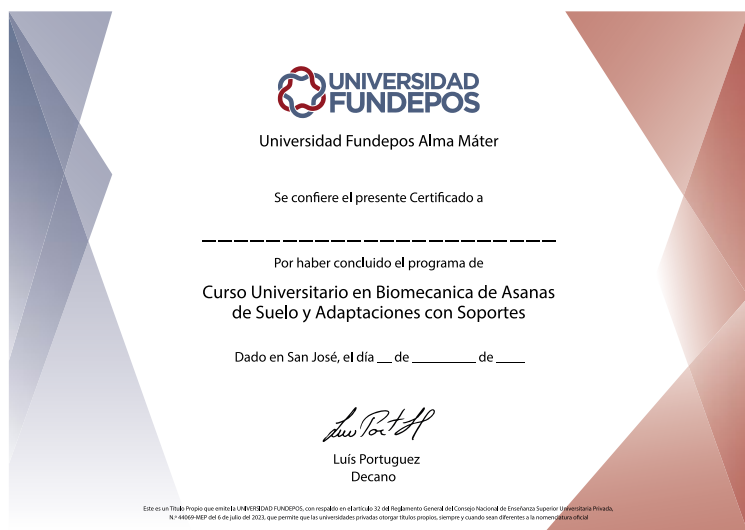 UNIVERSIDAD
FUNDEPOS
Universidad Fundepos Alma Máter
Se confiere el presente Certificado a
Por haber concluido el programa de
Curso Universitario en Biomecanica de Asanas
de Suelo y Adaptaciones con Soportes
Dado en San José, el día __ de ________ de ____
Luís Portuguez
Decano
Este es un Título Propio que emite la UNIVERSIDAD FUNDEPOS, con respaldo en el artículo 32 del Reglamento General del Consejo Nacional de Enseñanza Superior Universitaria Privada,
N.º 44069-MEP del 6 de julio del 2023, que permite que las universidades privadas otorgar títulos propios, siempre y cuando sean diferentes a la nomenclatura oficial